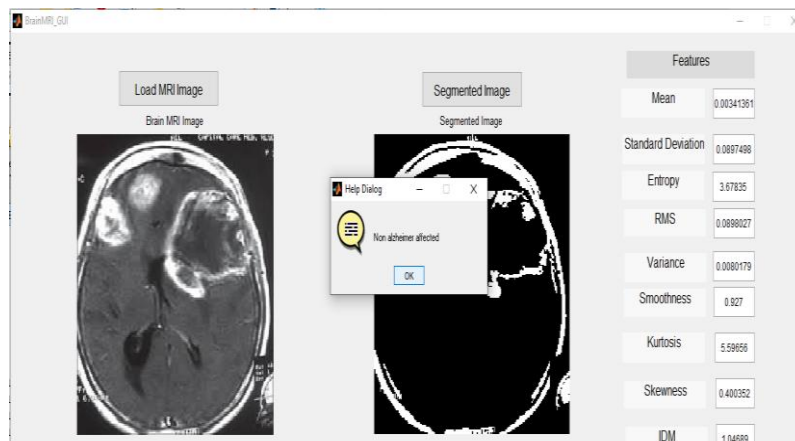 BrainMRI_GUI
Load MRI Image
Brain MRI Image
Segmented Image
Segmented Image
Help Dialog
Non alzheimer affected
OK
Features
Mean 0.00341361
Standard Deviation 0.0897498
Entropy 3.67835
RMS 0.0898027
Variance 0.0080179
Smoothness 0.927
Kurtosis 5.59656
Skewness 0.400352
IDM 1.04689